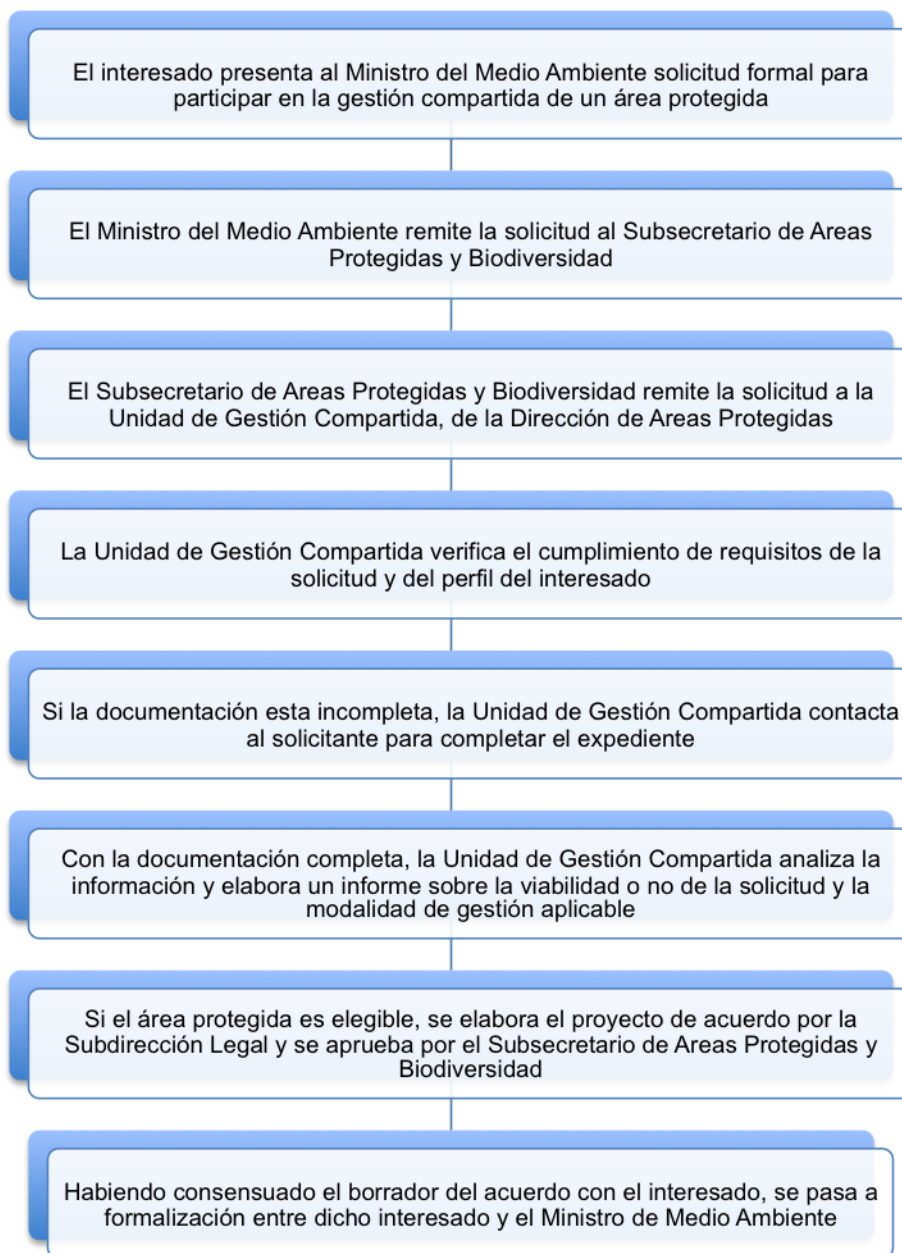 El interesado presenta al Ministro del Medio Ambiente solicitud formal para
participar en la gestión compartida de un área protegida
El Ministro del Medio Ambiente remite la solicitud al Subsecretario de Areas
Protegidas y Biodiversidad
El Subsecretario de Areas Protegidas y Biodiversidad remite la solicitud a la
Unidad de Gestión Compartida, de la Dirección de Areas Protegidas
La Unidad de Gestión Compartida verifica el cumplimiento de requisitos de la
solicitud y del perfil del interesado
Si la documentación esta incompleta, la Unidad de Gestión Compartida contacta
al solicitante para completar el expediente
Con la documentación completa, la Unidad de Gestión Compartida analiza la
información y elabora un informe sobre la viabilidad o no de la solicitud y la
modalidad de gestión aplicable
Si el área protegida es elegible, se elabora el proyecto de acuerdo por la
Subdirección Legal y se aprueba por el Subsecretario de Areas Protegidas y
Biodiversidad
Habiendo consensuado el borrador del acuerdo con el interesado, se pasa a
formalización entre dicho interesado y el Ministro de Medio Ambiente